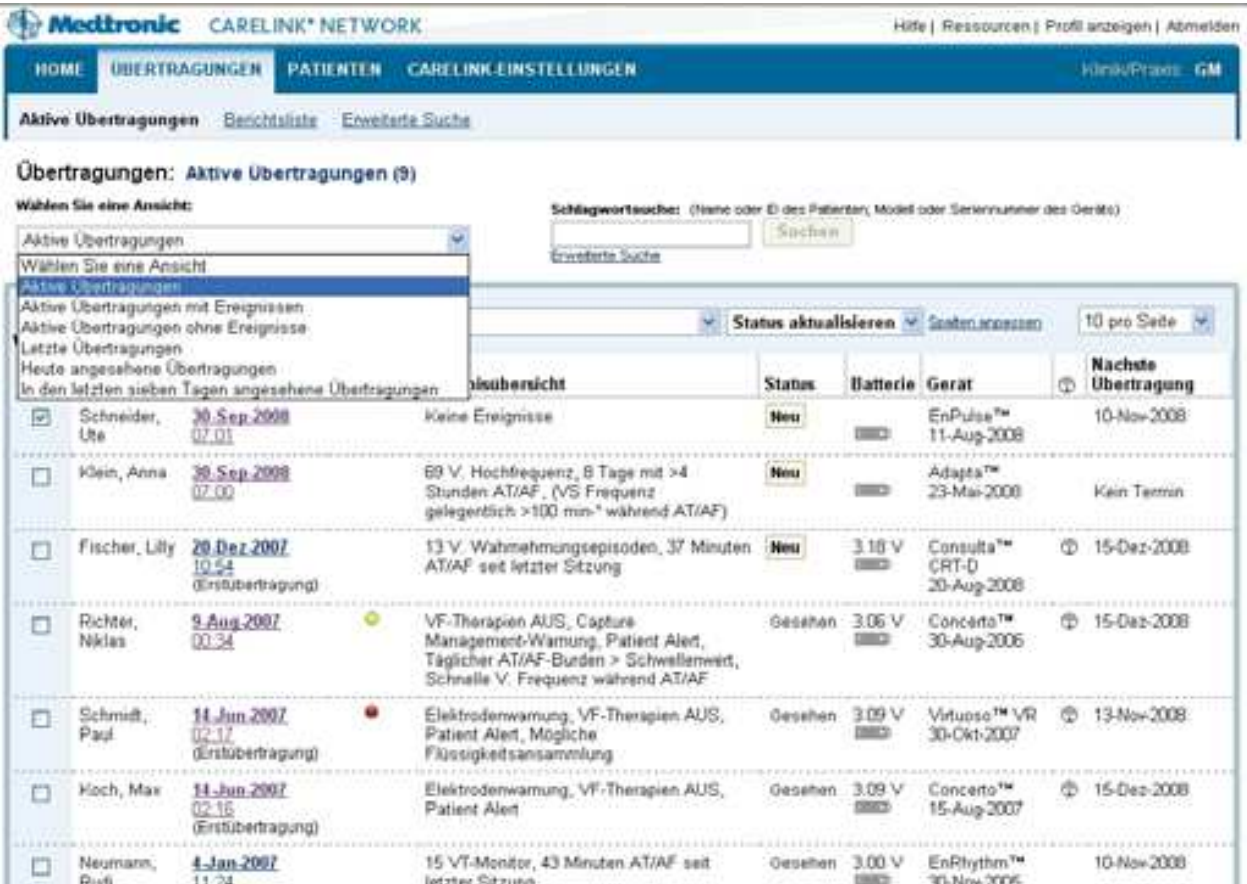 Medtronic CARELINK® NETWORK
Hilfe | Ressourcen | Profil anzeigen | Abmelden
HOME ÜBERTRAGUNGEN PATIENTEN CARELINK-EINSTELLUNGEN
Klinik/Praxis: GM
Aktive Übertragungen Berichtsliste Erweiterte Suche
Übertragungen: Aktive Übertragungen (9)
Wählen Sie eine Ansicht:
Schlagwortsuche: (Name oder ID des Patienten, Modell oder Seriennummer des Geräts)
Aktive Übertragungen
Suchen
Erweiterte Suche
Wählen Sie eine Ansicht
Aktive Übertragungen
Aktive Übertragungen mit Ereignissen
Aktive Übertragungen ohne Ereignisse
Letzte Übertragungen
Heute angesehene Übertragungen
In den letzten sieben Tagen angesehene Übertragungen
Status aktualisieren Spalten anpassen 10 pro Seite
isübersicht Status Batterie Gerät Nächste
Übertragung
Schneider, 30-Sep-2008 Keine Ereignisse Neu EnPulse™ 10-Nov-2008
Ute 07:01 11-Aug-2008
Klein, Anna 30-Sep-2008 69 V. Hochfrequenz, 8 Tage mit >4 Neu Adapta™
07:00 Stunden AT/AF, (VS Frequenz 23-Mai-2008 Kein Termin
gelegentlich >100 min-¹ während AT/AF)
Fischer, Lilly 20-Dez-2007 13 V. Wahrnehmungsepisoden, 37 Minuten Neu 3.18 V Consulta™ 15-Dez-2008
10:54 AT/AF seit letzter Sitzung CRT-D
(Erstübertragung) 20-Aug-2008
Richter, 9-Aug-2007 VF-Therapien AUS, Capture Gesehen 3.06 V Concerto™ 15-Dez-2008
Niklas 00:34 Management-Warnung, Patient Alert, 30-Aug-2006
Täglicher AT/AF-Burden > Schwellenwert,
Schnelle V. Frequenz während AT/AF
Schmidt, 14-Jun-2007 Elektrodenwarnung, VF-Therapien AUS, Gesehen 3.09 V Virtuoso™ VR 13-Nov-2008
Paul 02:17 Patient Alert, Mögliche 30-Okt-2007
(Erstübertragung) Flüssigkeitsansammlung
Koch, Max 14-Jun-2007 Elektrodenwarnung, VF-Therapien AUS, Gesehen 3.09 V Concerto™ 15-Dez-2008
02:16 Patient Alert 15-Aug-2007
(Erstübertragung)
Neumann, 4-Jan-2007 15 VT-Monitor, 43 Minuten AT/AF seit Gesehen 3.00 V EnRhythm™ 10-Nov-2008
Rudi 11:24 letzter Sitzung 30-Nov-2005